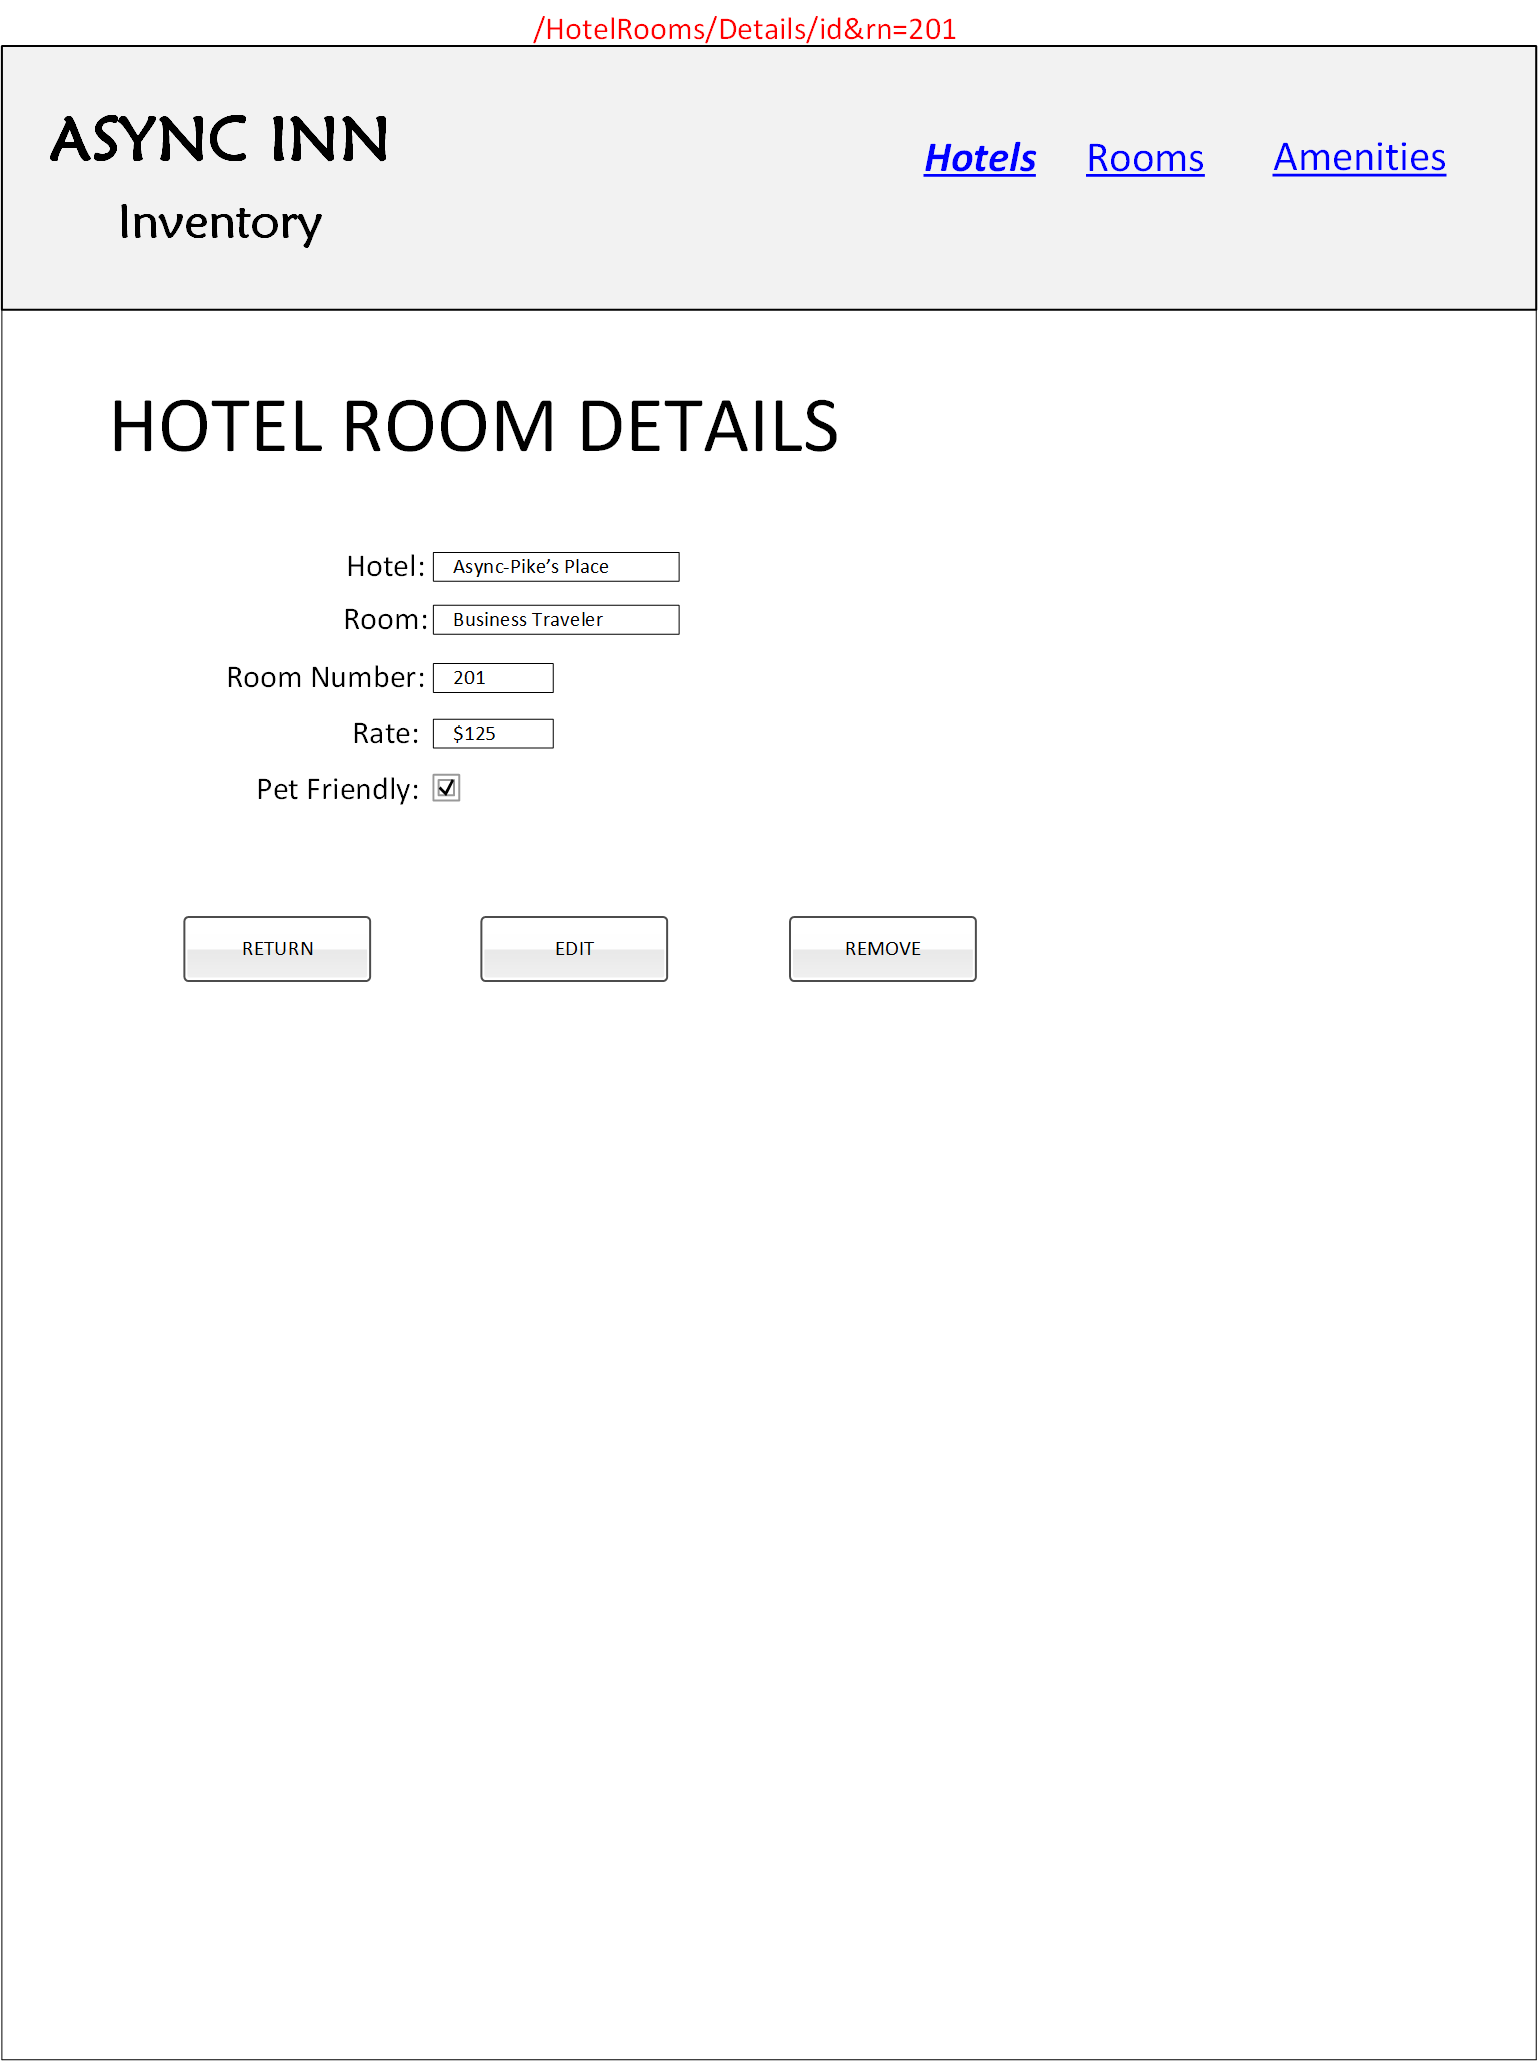 /HotelRooms/Details/id&rn=201
ASYNC INN
Inventory
Hotels Rooms Amenities
HOTEL ROOM DETAILS
Hotel: Async-Pike’s Place
Room: Business Traveler
Room Number: 201
Rate: $125
Pet Friendly:
RETURN EDIT REMOVE